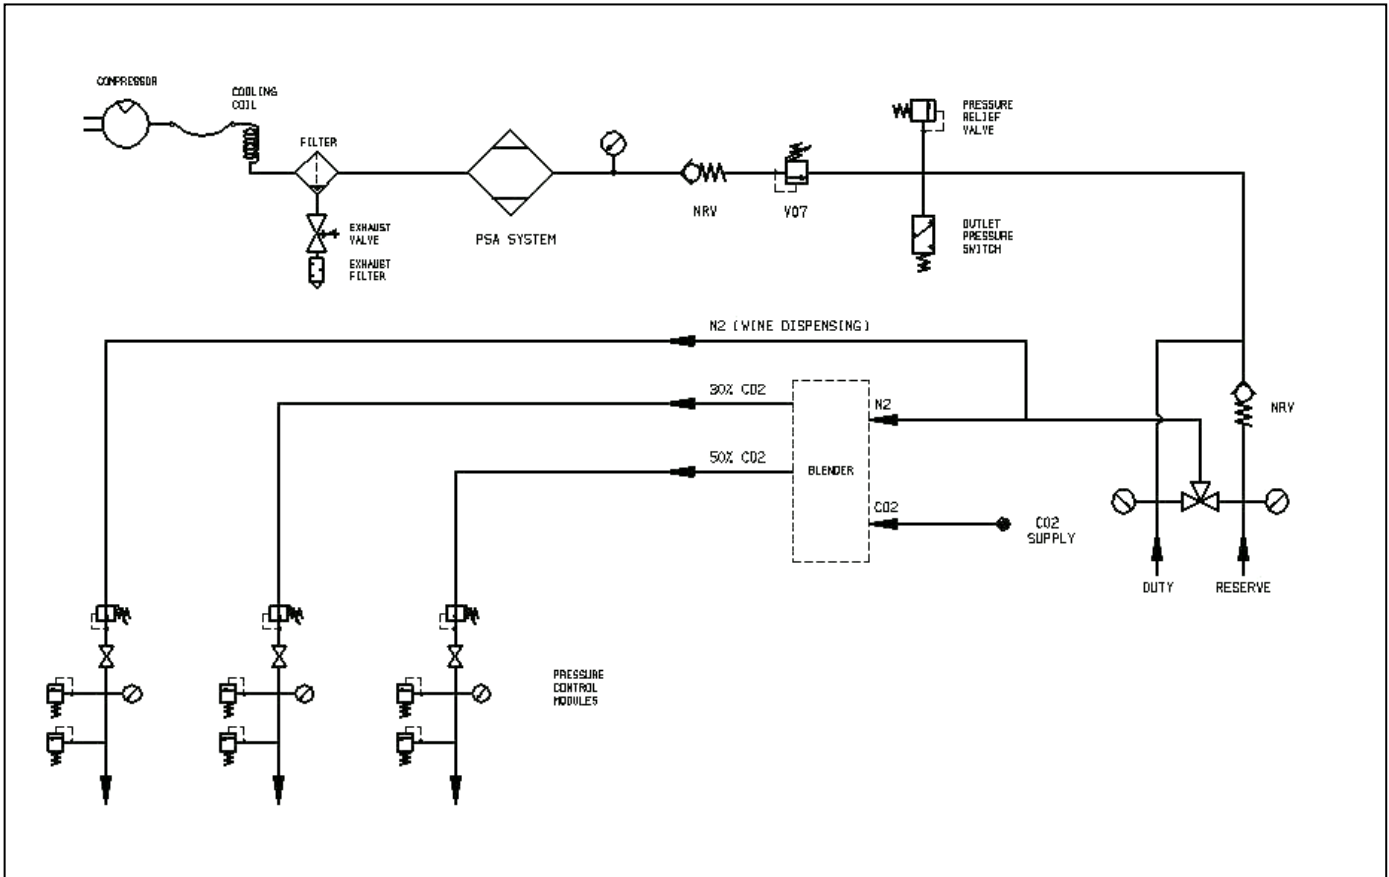 COMPRESSOR
COOLING
COIL
FILTER
PRESSURE
RELIEF
VALVE
EXHAUST
VALVE
EXHAUST
FILTER
PSA SYSTEM
NRV
V07
OUTLET
PRESSURE
SWITCH
N2 (WINE DISPENSING)
30% CO2
N2
NRV
50% CO2
BLENDER
CO2
CO2
SUPPLY
DUTY
RESERVE
PRESSURE
CONTROL
MODULES